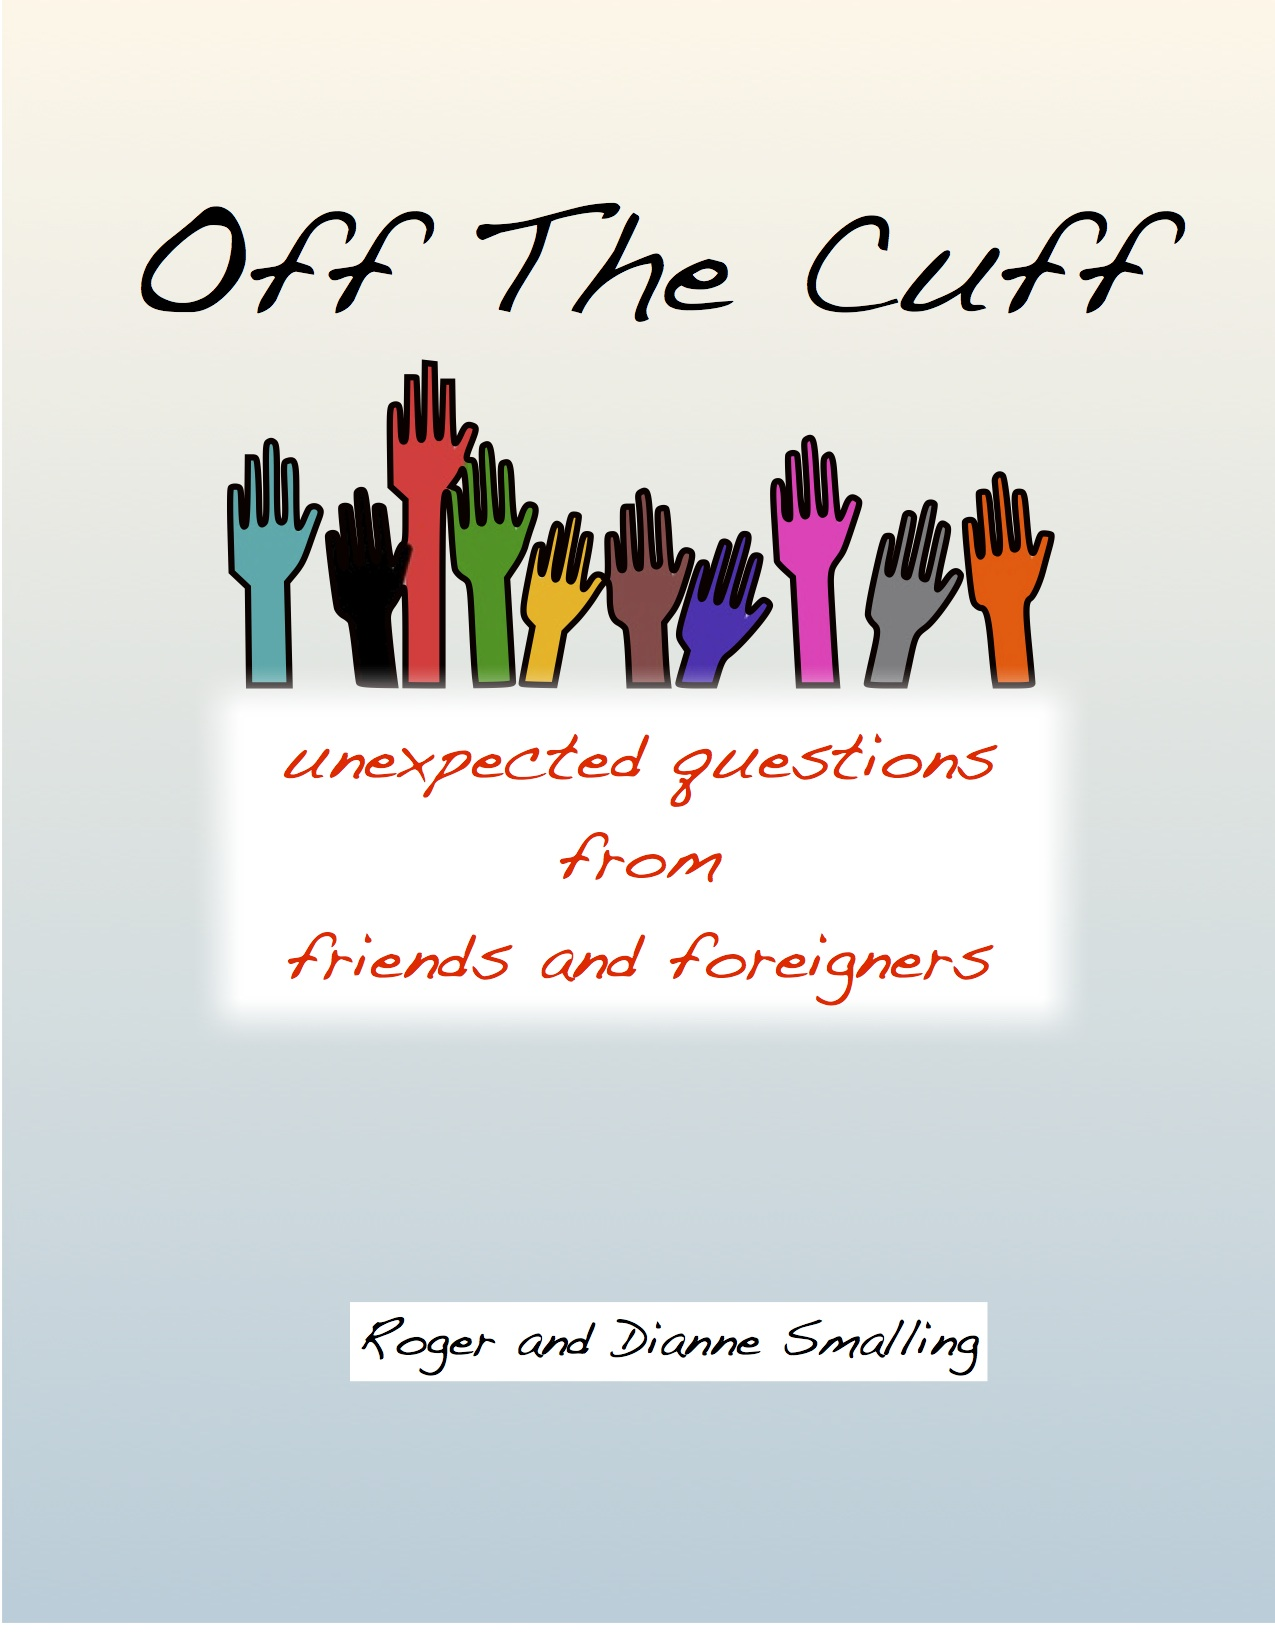 Off The Cuff
unexpected questions
from
friends and foreigners
Roger and Dianne Smalling